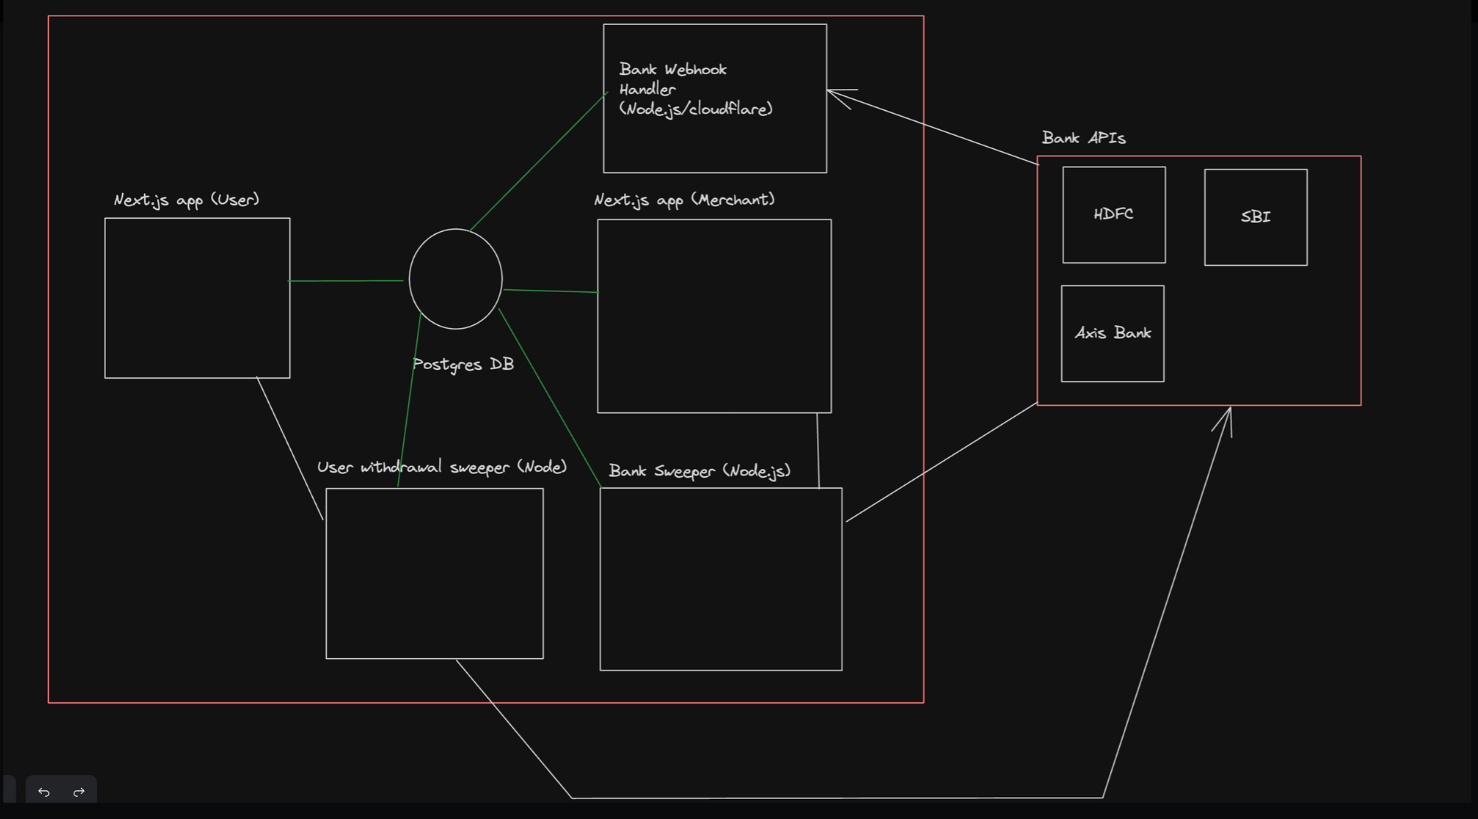 Bank Webhook
Handler
(Node.js/cloudflare)
Bank APIs
HDFC
SBI
Axis Bank
Next.js app (User)
Next.js app (Merchant)
Postgres DB
User withdrawal sweeper (Node)
Bank Sweeper (Node.js)